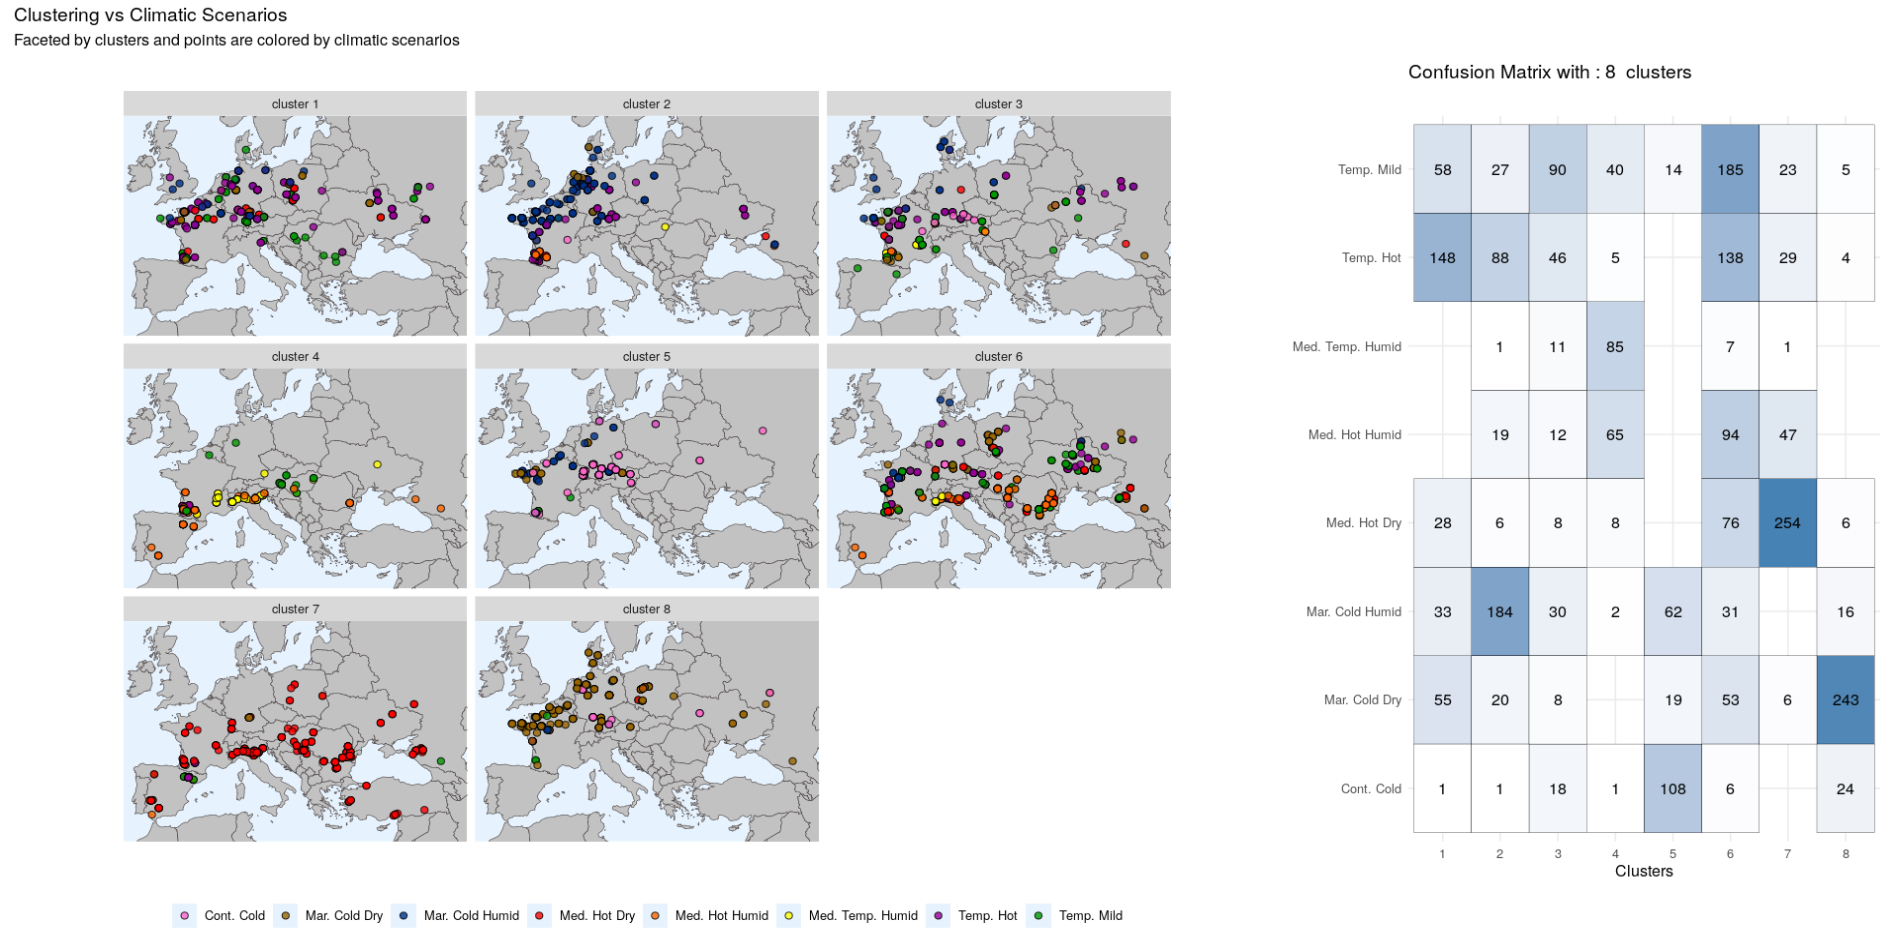 Clustering vs Climatic Scenarios
Faceted by clusters and points are colored by climatic scenarios
cluster 1
cluster 2
cluster 3
cluster 4
cluster 5
cluster 6
cluster 7
cluster 8
Cont. Cold
Mar. Cold Dry
Mar. Cold Humid
Med. Hot Dry
Med. Hot Humid
Med. Temp. Humid
Temp. Hot
Temp. Mild
Confusion Matrix with : 8 clusters
Temp. Mild 58 27 90 40 14 185 23 5
Temp. Hot 148 88 46 5 138 29 4
Med. Temp. Humid 1 11 85 7 1
Med. Hot Humid 19 12 65 94 47
Med. Hot Dry 28 6 8 8 76 254 6
Mar. Cold Humid 33 184 30 2 62 31 16
Mar. Cold Dry 55 20 8 19 53 6 243
Cont. Cold 1 1 18 1 108 6 24
1 2 3 4 5 6 7 8
Clusters